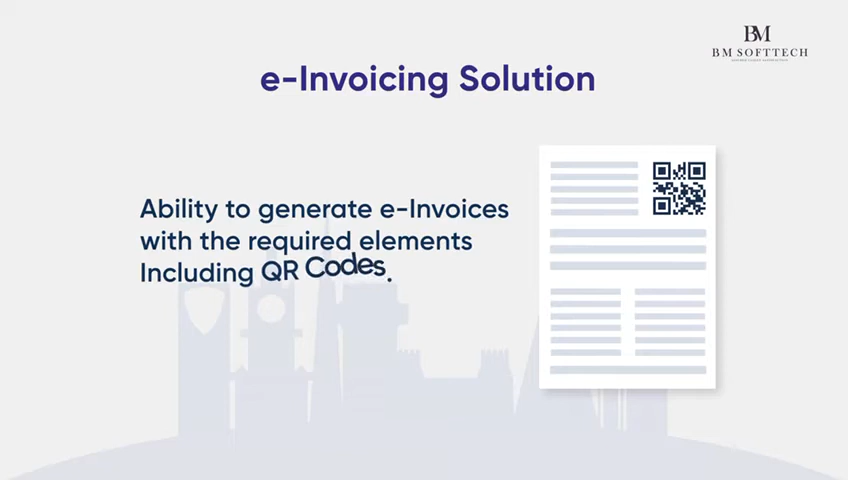 BM
BM SOFTTECH
e-Invoicing Solution
Ability to generate e-Invoices
with the required elements
Including QR Codes.